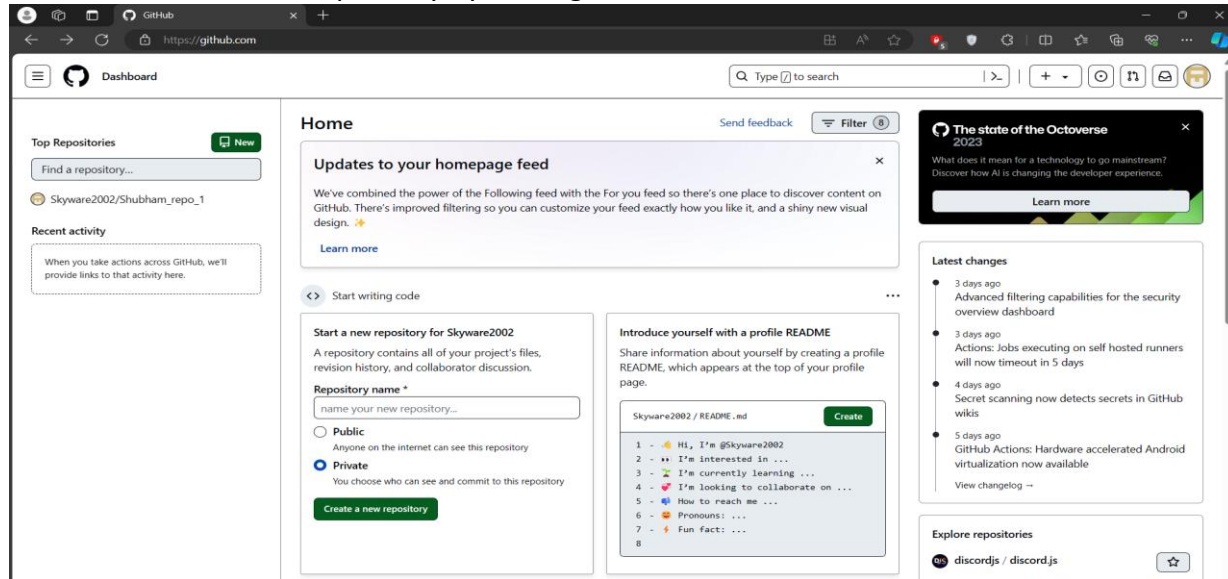 GitHub
https://github.com
Dashboard
Type / to search
Top Repositories
New
Find a repository...
Skyware2002/Shubham_repo_1
Recent activity
When you take actions across GitHub, we'll
provide links to that activity here.
Home
Send feedback
Filter 8
Updates to your homepage feed
We've combined the power of the Following feed with the For you feed so there's one place to discover content on
GitHub. There's improved filtering so you can customize your feed exactly how you like it, and a shiny new visual
design. ✨
Learn more
Start writing code
Start a new repository for Skyware2002
A repository contains all of your project's files,
revision history, and collaborator discussion.
Repository name *
name your new repository...
Public
Anyone on the internet can see this repository
Private
You choose who can see and commit to this repository
Create a new repository
Introduce yourself with a profile README
Share information about yourself by creating a profile
README, which appears at the top of your profile
page.
Skyware2002 / README.md
Create
1 - 👋 Hi, I'm @Skyware2002
2 - 👀 I'm interested in ...
3 - 🌱 I'm currently learning ...
4 - 💞️ I'm looking to collaborate on ...
5 - 📫 How to reach me ...
6 - 😄 Pronouns: ...
7 - ⚡ Fun fact: ...
8
The state of the Octoverse
2023
What does it mean for a technology to go mainstream?
Discover how AI is changing the developer experience.
Learn more
Latest changes
3 days ago
Advanced filtering capabilities for the security
overview dashboard
3 days ago
Actions: Jobs executing on self hosted runners
will now timeout in 5 days
4 days ago
Secret scanning now detects secrets in GitHub
wikis
5 days ago
GitHub Actions: Hardware accelerated Android
virtualization now available
View changelog →
Explore repositories
discordjs / discord.js